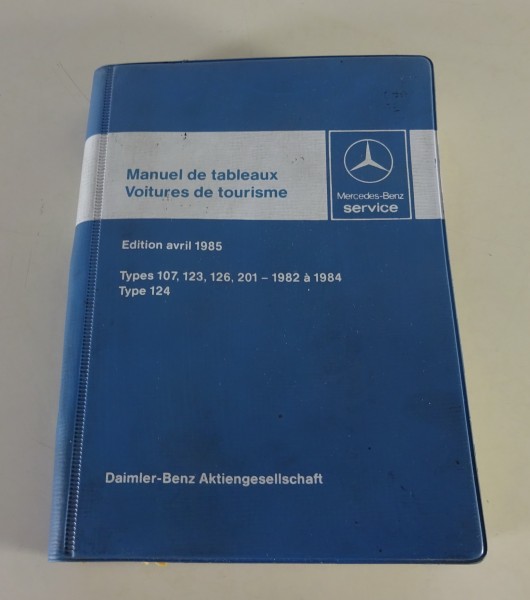 Manuel de tableaux
Voitures de tourisme
Mercedes-Benz
service
Edition avril 1985
Types 107, 123, 126, 201 – 1982 à 1984
Type 124
Daimler-Benz Aktiengesellschaft